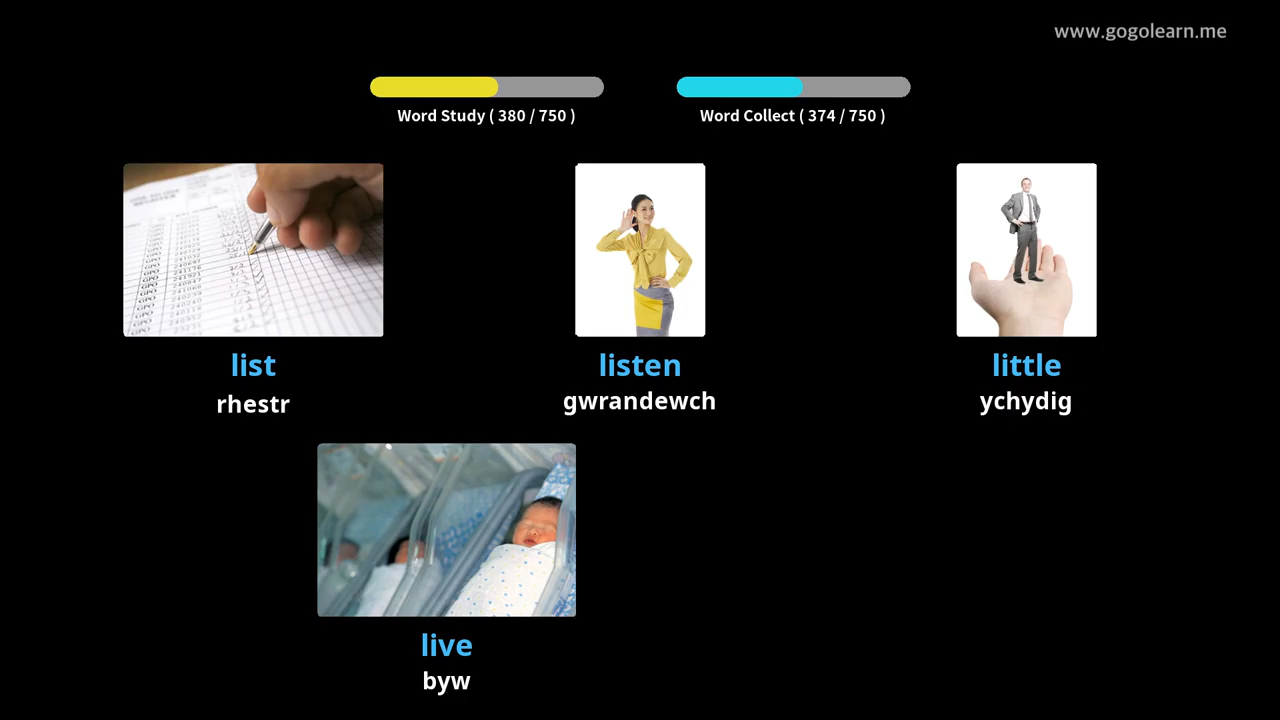 www.gogolearn.me
Word Study ( 380 / 750 )
Word Collect ( 374 / 750 )
list
rhestr
listen
gwrandewch
little
ychydig
live
byw